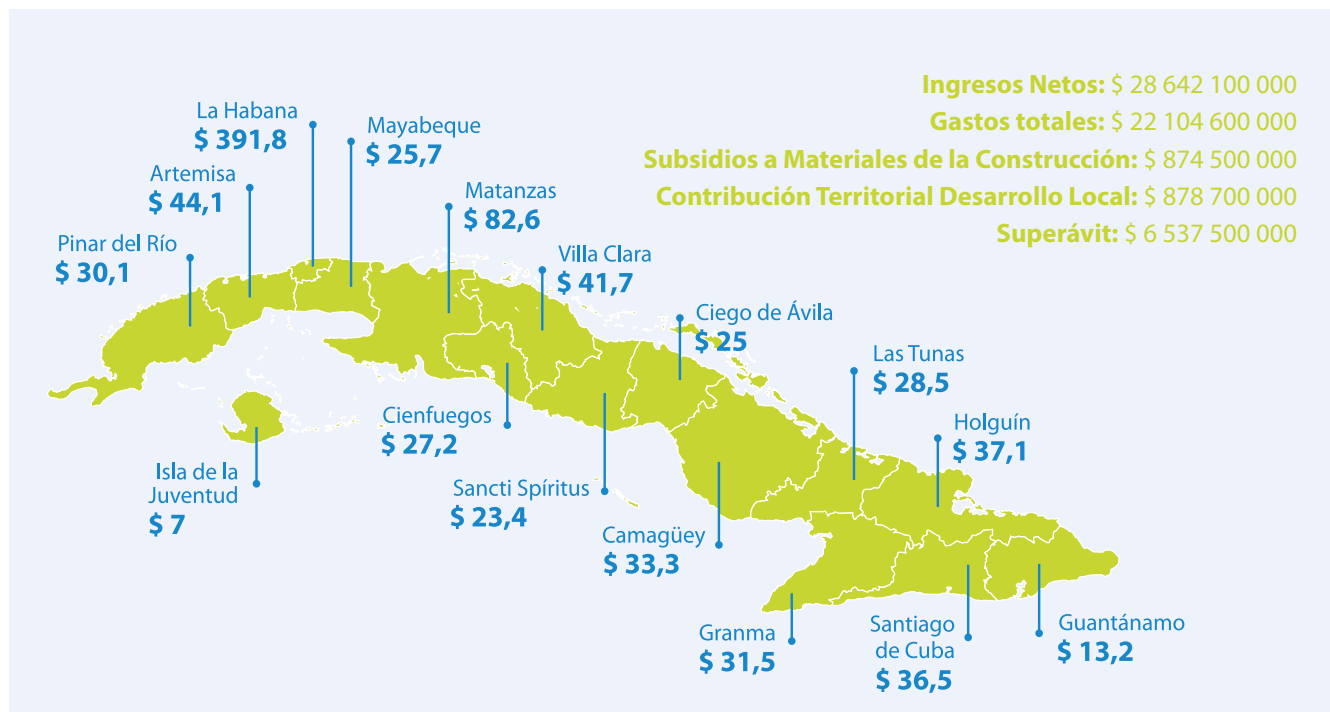 Ingresos Netos: $ 28 642 100 000
Gastos totales: $ 22 104 600 000
Subsidios a Materiales de la Construcción: $ 874 500 000
Contribución Territorial Desarrollo Local: $ 878 700 000
Superávit: $ 6 537 500 000
La Habana
$ 391,8
Mayabeque
$ 25,7
Artemisa
$ 44,1
Matanzas
$ 82,6
Pinar del Río
$ 30,1
Villa Clara
$ 41,7
Ciego de Ávila
$ 25
Las Tunas
$ 28,5
Cienfuegos
$ 27,2
Holguín
$ 37,1
Isla de la
Juventud
$ 7
Sancti Spíritus
$ 23,4
Camagüey
$ 33,3
Granma
$ 31,5
Santiago
de Cuba
$ 36,5
Guantánamo
$ 13,2